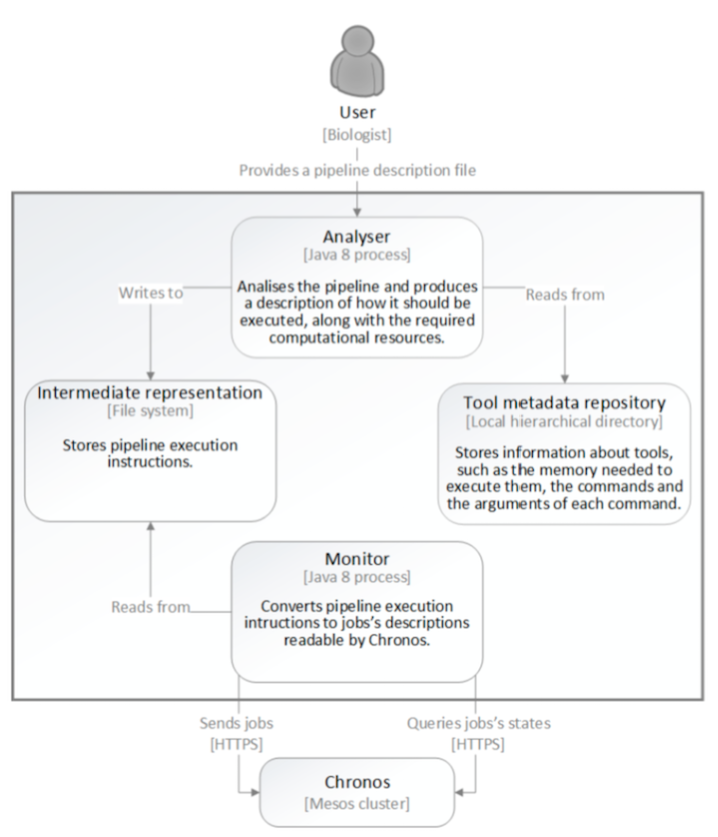 User
[Biologist]
Provides a pipeline description file
Analyser
[Java 8 process]
Analises the pipeline and produces
a description of how it should be
executed, along with the required
computational resources.
Writes to
Reads from
Intermediate representation
[File system]
Stores pipeline execution
instructions.
Tool metadata repository
[Local hierarchical directory]
Stores information about tools,
such as the memory needed to
execute them, the commands and
the arguments of each command.
Monitor
[Java 8 process]
Converts pipeline execution
intructions to jobs's descriptions
readable by Chronos.
Reads from
Sends jobs
[HTTPS]
Queries jobs's states
[HTTPS]
Chronos
[Mesos cluster]